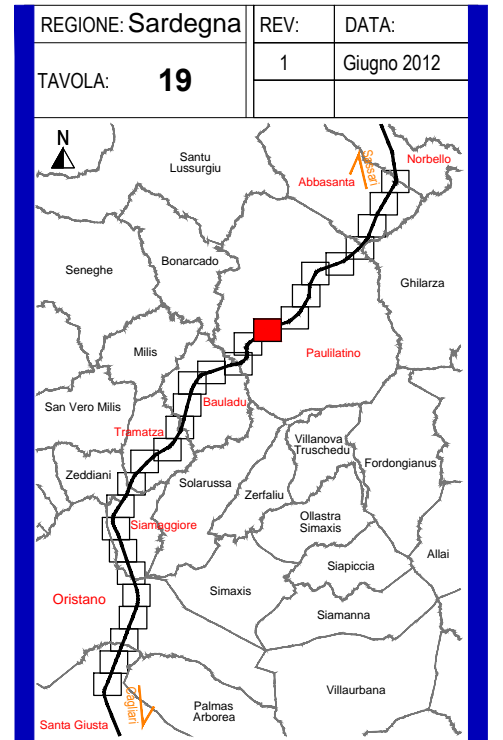 REGIONE: Sardegna
REV:
DATA:
TAVOLA: 19
1
Giugno 2012
N
Santu
Lussurgiu
Norbello
Sassari
Abbasanta
Bonarcado
Seneghe
Ghilarza
Milis
Paulilatino
Bauladu
San Vero Milis
Tramatza
Villanova
Truschedu
Zeddiani
Solarussa
Fordongianus
Zerfaliu
Ollastra
Simaxis
Siamaggiore
Allai
Siapiccia
Simaxis
Oristano
Siamanna
Villaurbana
Cagliari
Palmas
Arborea
Santa Giusta